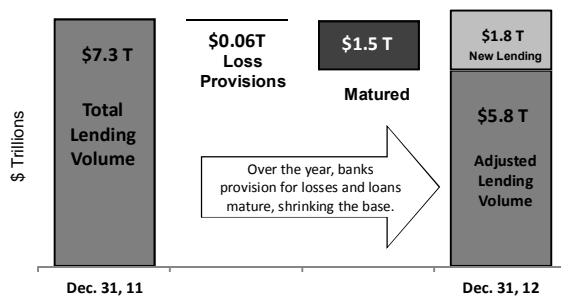 $ Trillions
$7.3 T
Total
Lending
Volume
$0.06T
Loss
Provisions
$1.5 T
Matured
$1.8 T
New Lending
$5.8 T
Adjusted
Lending
Volume
Over the year, banks
provision for losses and loans
mature, shrinking the base.
Dec. 31, 11
Dec. 31, 12